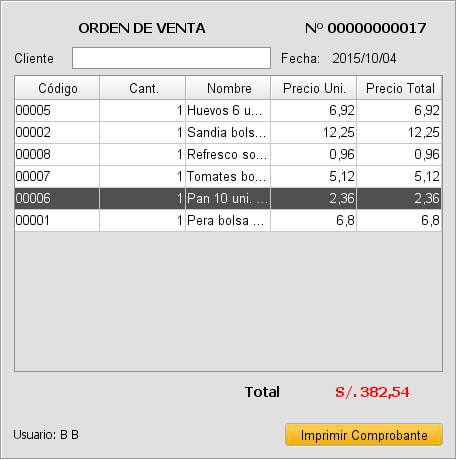 ORDEN DE VENTA Nº 00000000017
Cliente Fecha: 2015/10/04
Código Cant. Nombre Precio Uni. Precio Total
00005 1 Huevos 6 u... 6,92 6,92
00002 1 Sandia bols... 12,25 12,25
00008 1 Refresco so... 0,96 0,96
00007 1 Tomates bo... 5,12 5,12
00006 1 Pan 10 uni. ... 2,36 2,36
00001 1 Pera bolsa ... 6,8 6,8
Total S/. 382,54
Usuario: B B Imprimir Comprobante